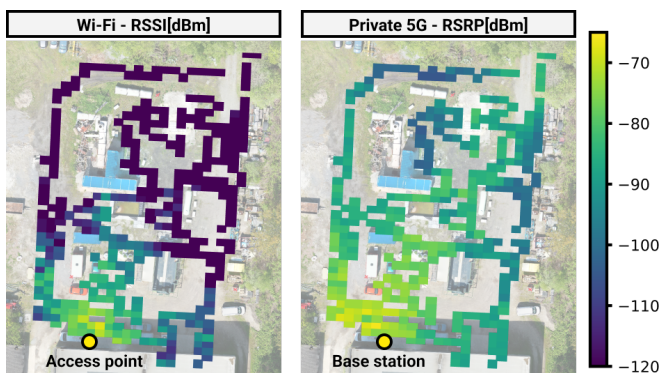 Wi-Fi - RSSI[dBm]
Private 5G - RSRP[dBm]
−70
−80
−90
−100
−110
−120
Access point
Base station